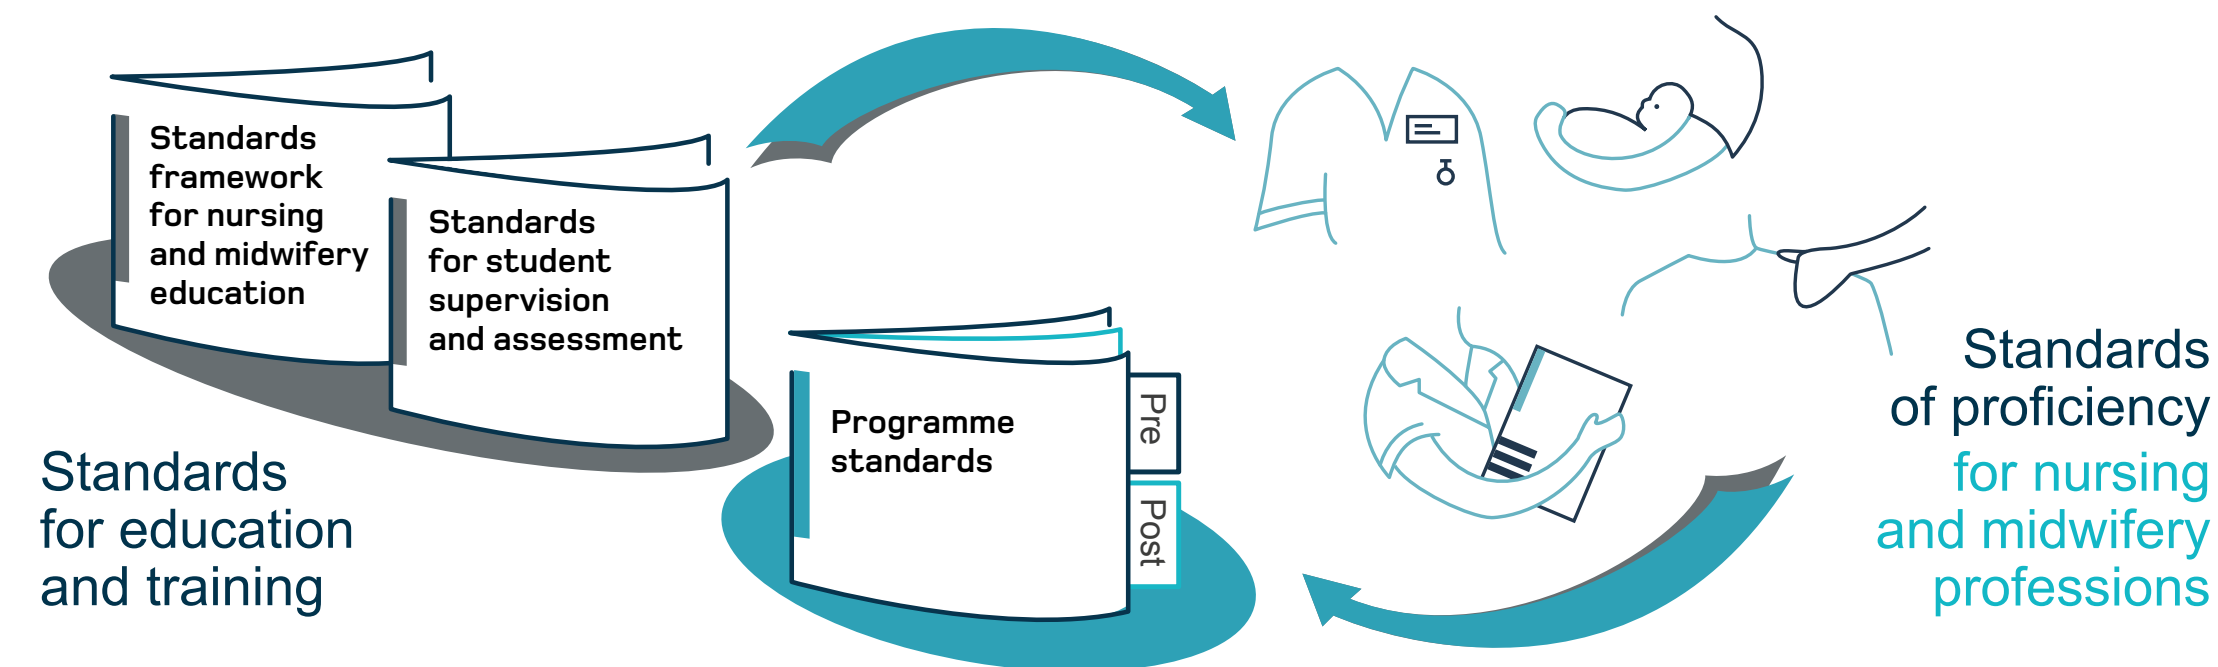 Standards
framework
for nursing
and midwifery
education
Standards
for student
supervision
and assessment
Programme
standards
Pre
Post
Standards
for education
and training
Standards
of proficiency
for nursing
and midwifery
professions